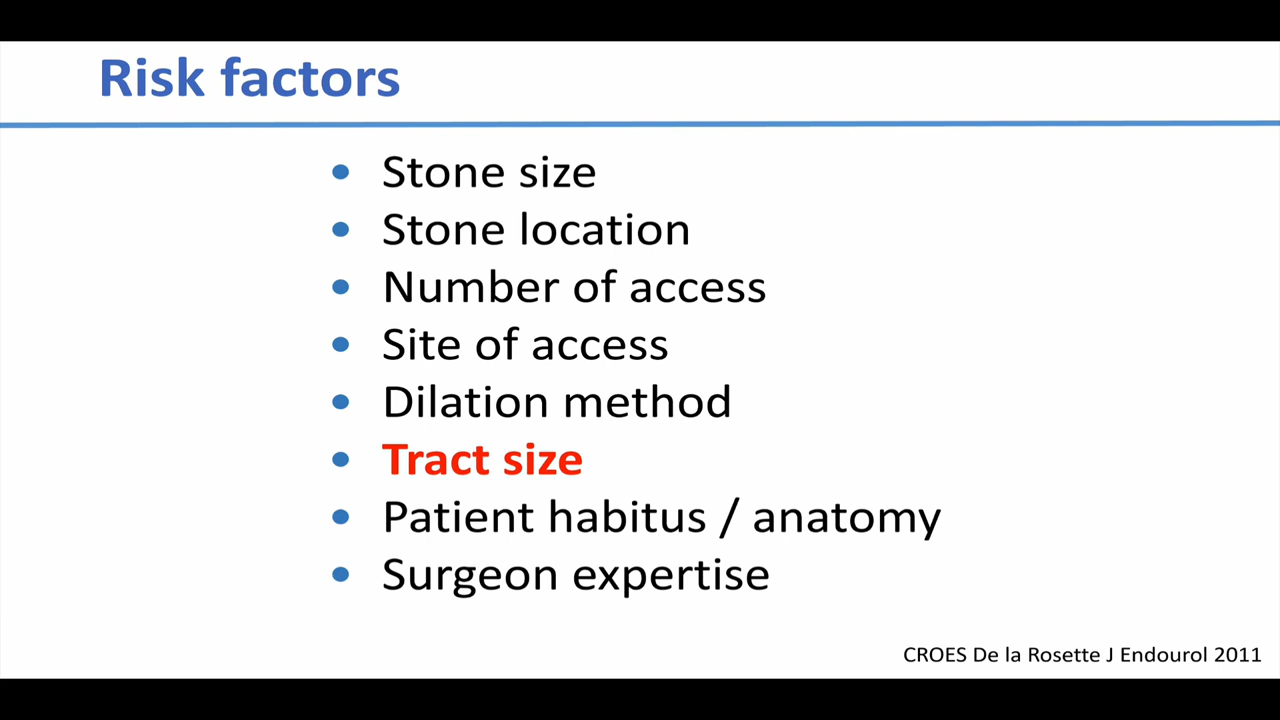 Risk factors
• Stone size
• Stone location
• Number of access
• Site of access
• Dilation method
• Tract size
• Patient habitus / anatomy
• Surgeon expertise
CROES De la Rosette J Endourol 2011